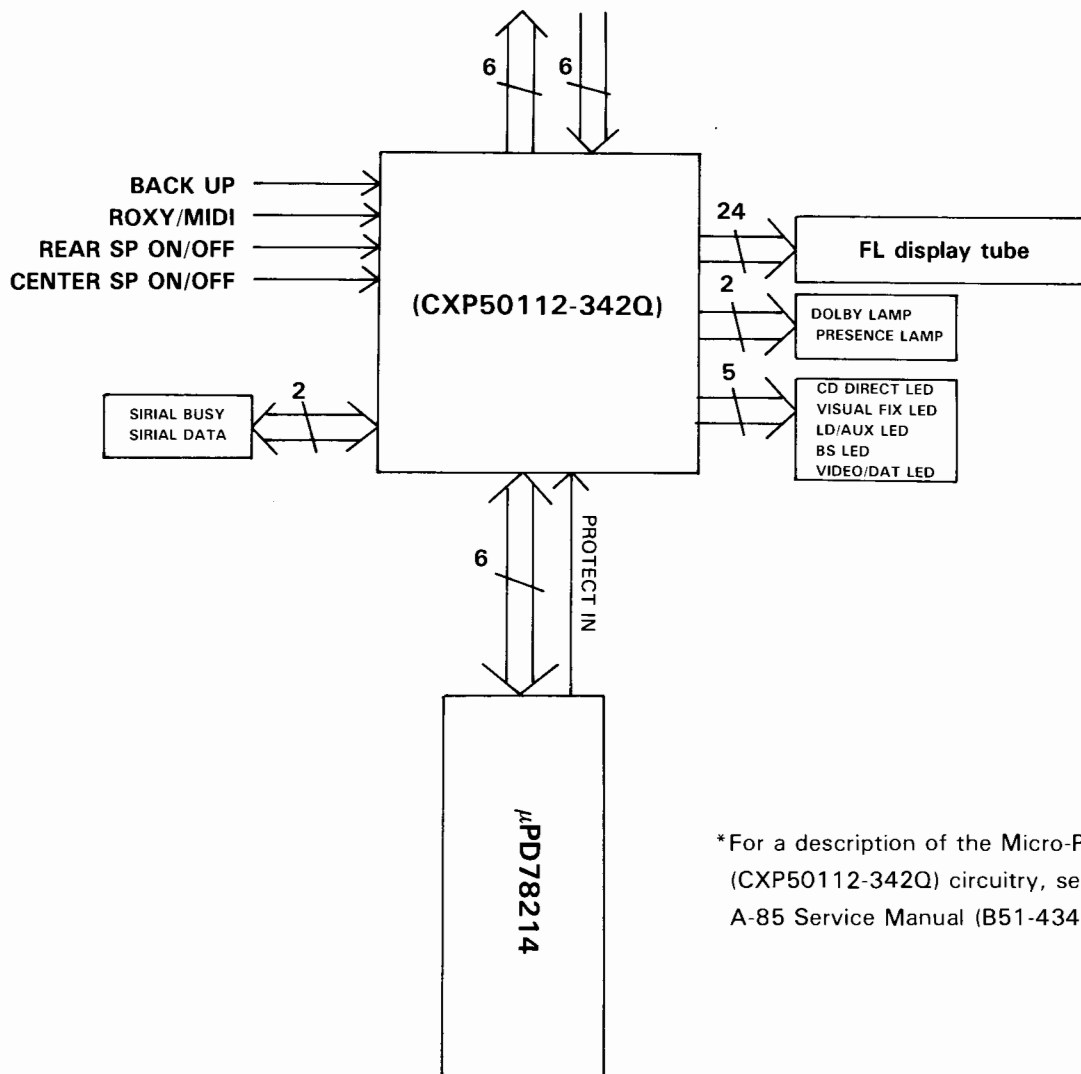 6
6
BACK UP
ROXY/MIDI
REAR SP ON/OFF
CENTER SP ON/OFF
(CXP50112-342Q)
24
FL display tube
2
DOLBY LAMP
PRESENCE LAMP
5
CD DIRECT LED
VISUAL FIX LED
LD/AUX LED
BS LED
VIDEO/DAT LED
SIRIAL BUSY
SIRIAL DATA
2
6
PROTECT IN
μPD78214
*For a description of the Micro-P
(CXP50112-342Q) circuitry, se
A-85 Service Manual (B51-434